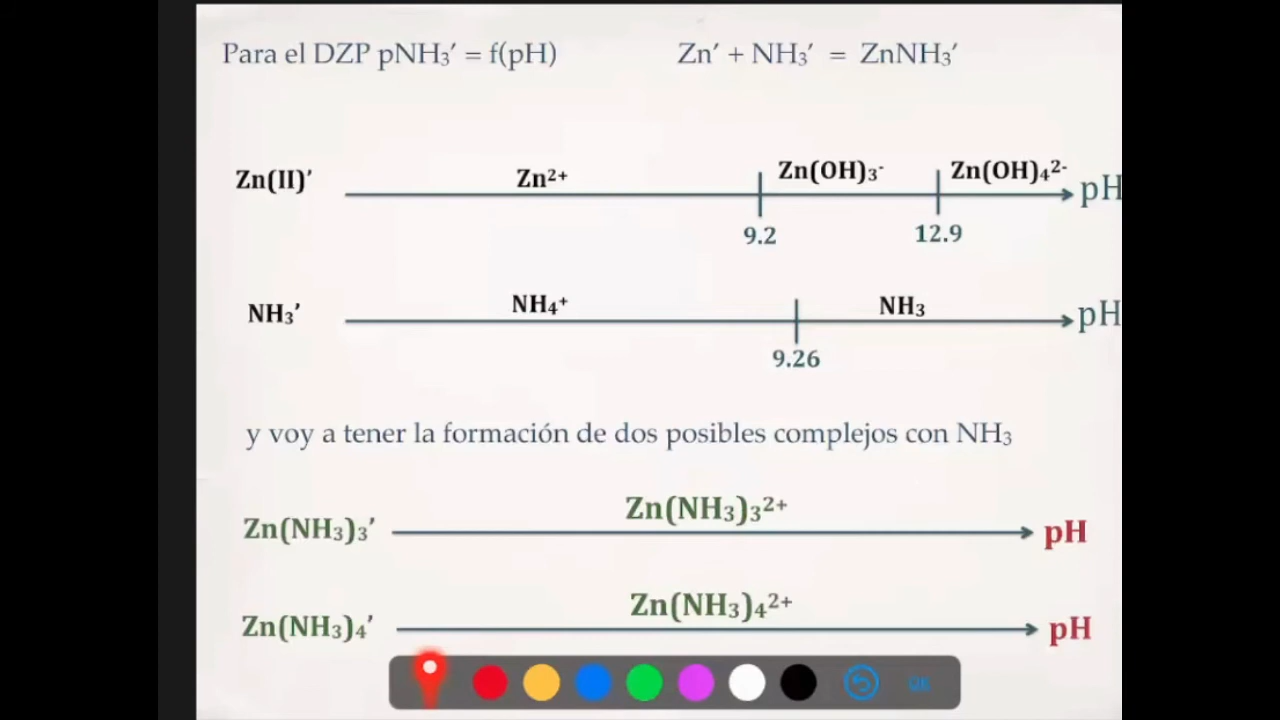 Para el DZP pNH₃′ = f(pH) Zn′ + NH₃′ = ZnNH₃′
Zn(II)′ Zn²⁺ Zn(OH)₃⁻ Zn(OH)₄²⁻ pH
9.2 12.9
NH₃′ NH₄⁺ NH₃ pH
9.26
y voy a tener la formación de dos posibles complejos con NH₃
Zn(NH₃)₃′ Zn(NH₃)₃²⁺ pH
Zn(NH₃)₄′ Zn(NH₃)₄²⁺ pH